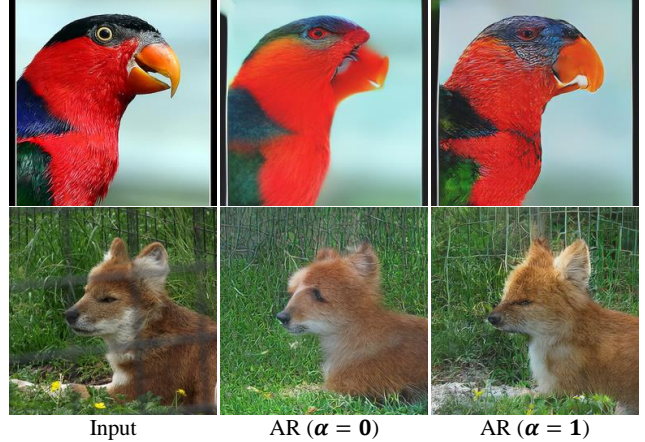 Input
AR (α = 0)
AR (α = 1)